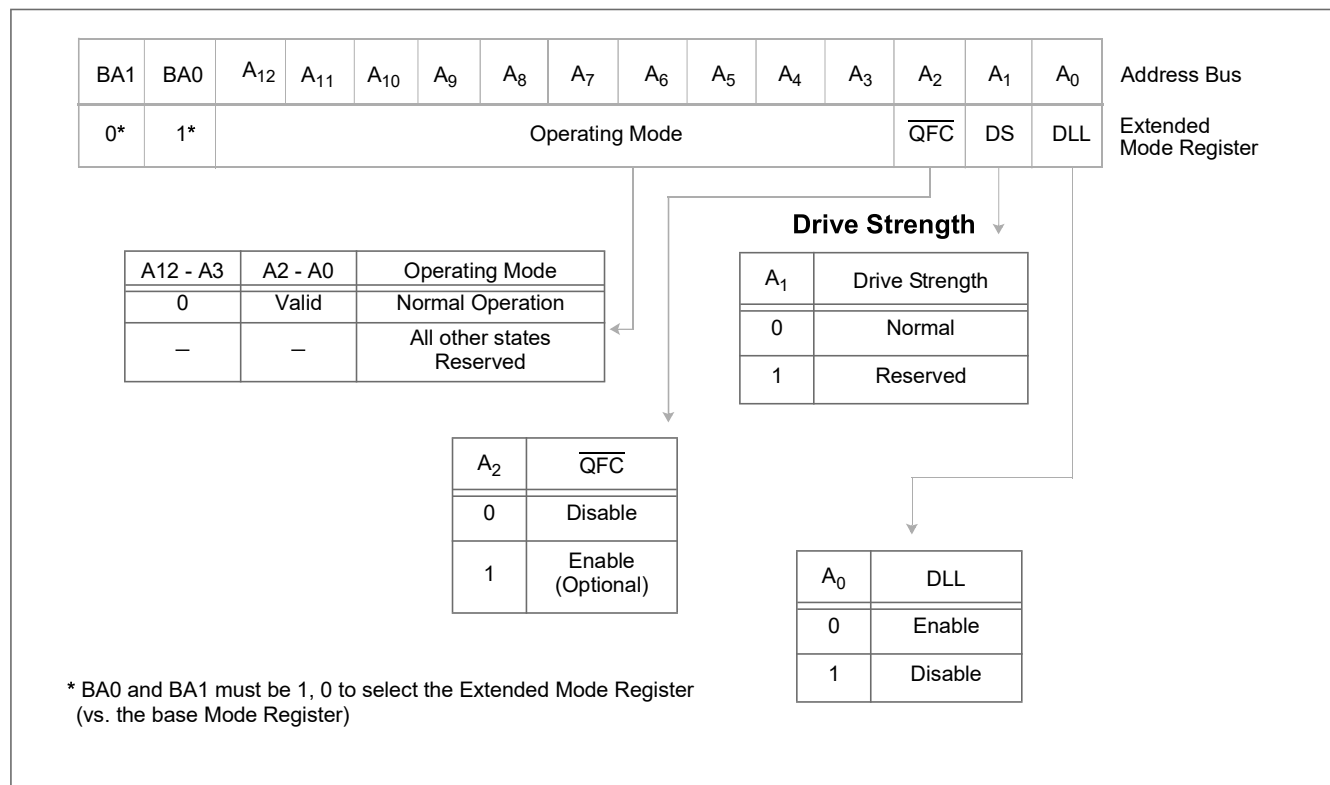 BA1 BA0 A12 A11 A10 A9 A8 A7 A6 A5 A4 A3 A2 A1 A0 Address Bus
0* 1* Operating Mode QFC DS DLL Extended
Mode Register
Drive Strength
A12 - A3 A2 - A0 Operating Mode
0 Valid Normal Operation
– – All other states
Reserved
A1 Drive Strength
0 Normal
1 Reserved
A2 QFC
0 Disable
1 Enable
(Optional)
A0 DLL
0 Enable
1 Disable
* BA0 and BA1 must be 1, 0 to select the Extended Mode Register
(vs. the base Mode Register)